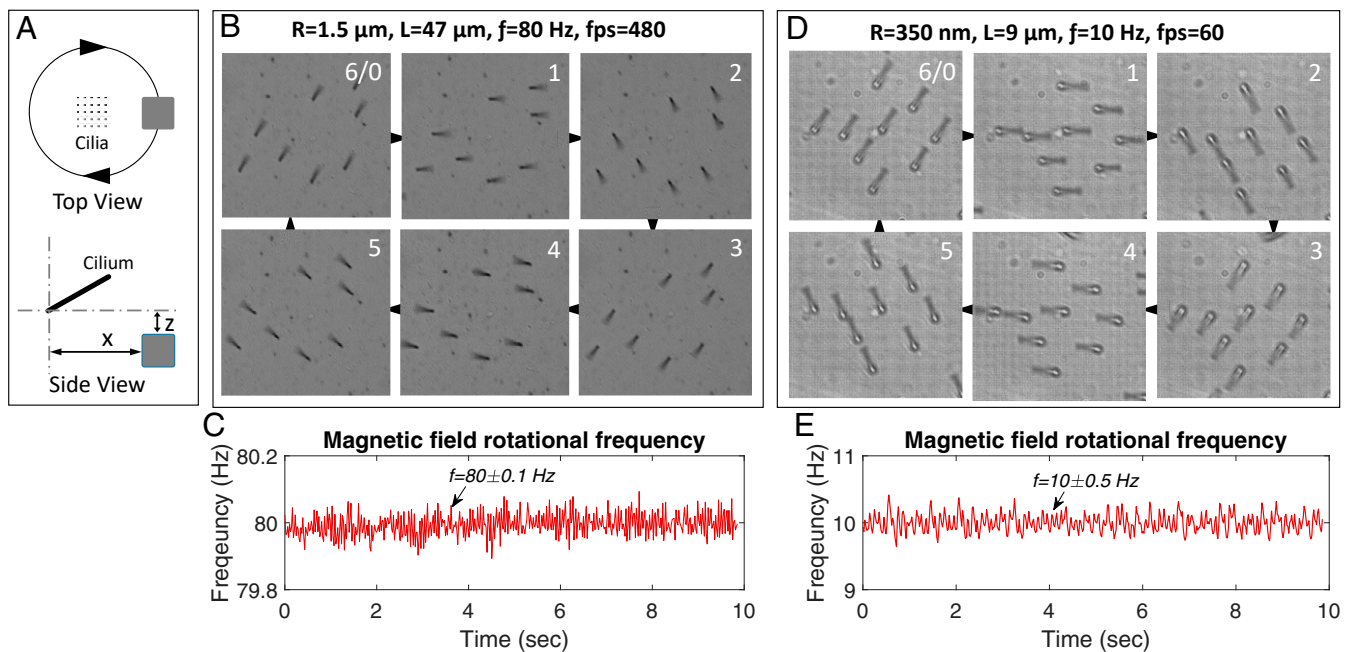 A
Cilia
Top View
Cilium
z
x
Side View
B
R=1.5 µm, L=47 µm, ƒ=80 Hz, fps=480
6/0
1
2
5
4
3
C
Magnetic field rotational frequency
Freqeuncy (Hz)
80.2
80
79.8
f=80±0.1 Hz
0 2 4 6 8 10
Time (sec)
D
R=350 nm, L=9 µm, ƒ=10 Hz, fps=60
6/0
1
2
5
4
3
E
Magnetic field rotational frequency
Freqeuncy (Hz)
11
10
9
f=10±0.5 Hz
0 2 4 6 8 10
Time (sec)